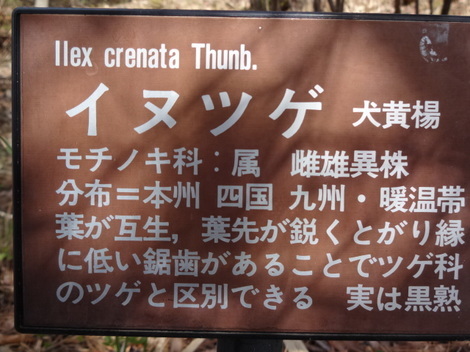 Ilex crenata Thunb.
イヌツゲ 犬黄楊
モチノキ科：属 雌雄異株
分布＝本州 四国 九州・暖温帯
葉が互生，葉先が鋭くとがり縁
に低い鋸歯があることでツゲ科
のツゲと区別できる 実は黒熟